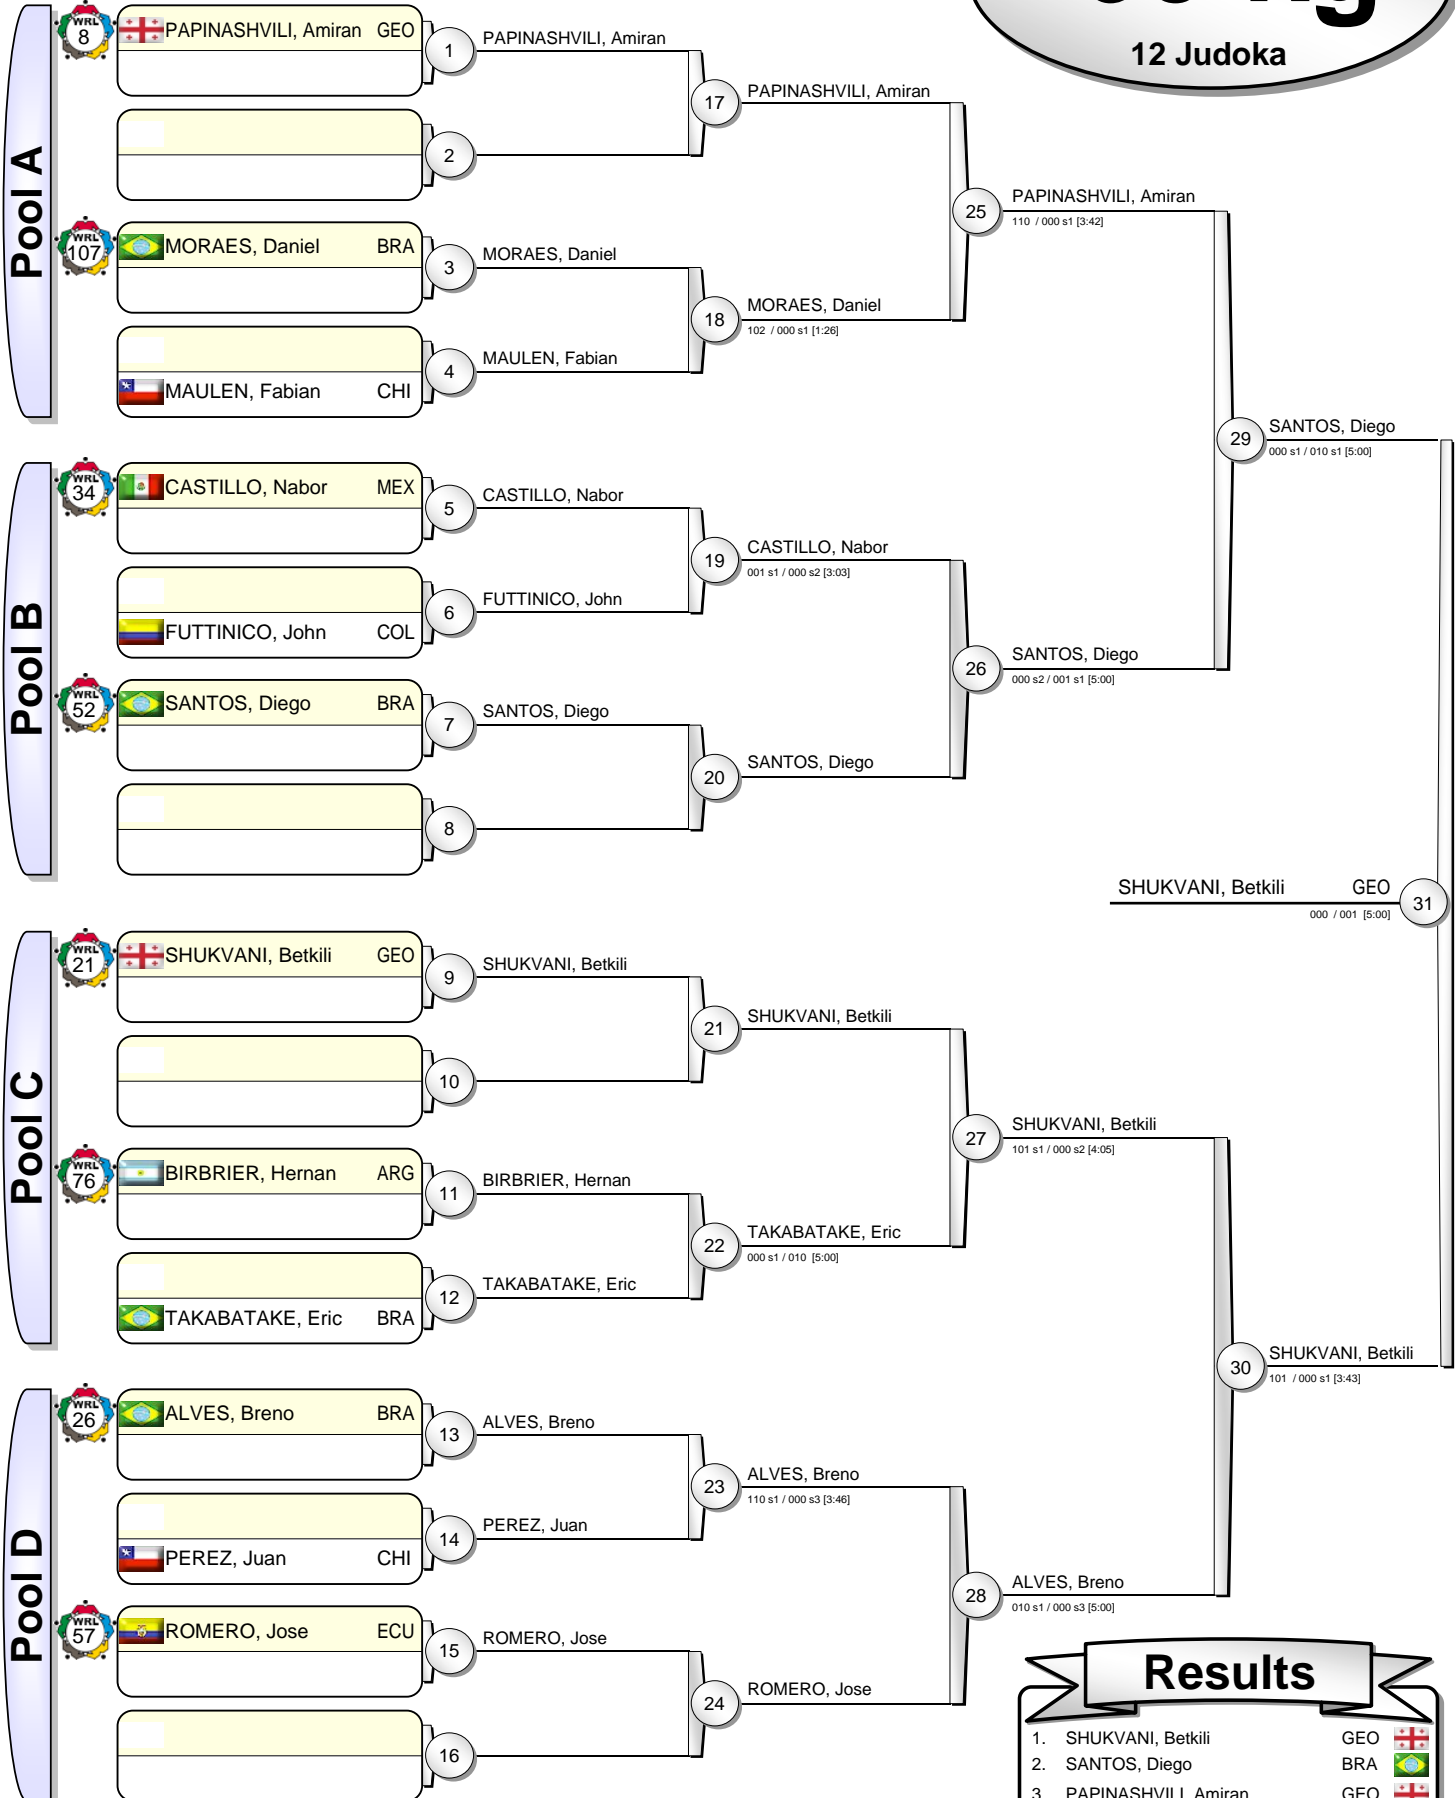 12 Judoka
Pool A
WRL 8
PAPINASHVILI, Amiran GEO
1
PAPINASHVILI, Amiran
2
17
PAPINASHVILI, Amiran
WRL 107
MORAES, Daniel BRA
3
MORAES, Daniel
MAULEN, Fabian CHI
4
MAULEN, Fabian
18
MORAES, Daniel
102 / 000 s1 [1:26]
25
PAPINASHVILI, Amiran
110 / 000 s1 [3:42]
Pool B
WRL 34
CASTILLO, Nabor MEX
5
CASTILLO, Nabor
FUTTINICO, John COL
6
FUTTINICO, John
19
CASTILLO, Nabor
001 s1 / 000 s2 [3:03]
WRL 52
SANTOS, Diego BRA
7
SANTOS, Diego
8
20
SANTOS, Diego
26
SANTOS, Diego
000 s2 / 001 s1 [5:00]
29
SANTOS, Diego
000 s1 / 010 s1 [5:00]
SHUKVANI, Betkili GEO
000 / 001 [5:00]
31
Pool C
WRL 21
SHUKVANI, Betkili GEO
9
SHUKVANI, Betkili
10
21
SHUKVANI, Betkili
WRL 76
BIRBRIER, Hernan ARG
11
BIRBRIER, Hernan
TAKABATAKE, Eric BRA
12
TAKABATAKE, Eric
22
TAKABATAKE, Eric
000 s1 / 010 [5:00]
27
SHUKVANI, Betkili
101 s1 / 000 s2 [4:05]
Pool D
WRL 26
ALVES, Breno BRA
13
ALVES, Breno
PEREZ, Juan CHI
14
PEREZ, Juan
23
ALVES, Breno
110 s1 / 000 s3 [3:46]
WRL 57
ROMERO, Jose ECU
15
ROMERO, Jose
16
24
ROMERO, Jose
28
ALVES, Breno
010 s1 / 000 s3 [5:00]
30
SHUKVANI, Betkili
101 / 000 s1 [3:43]
Results
1. SHUKVANI, Betkili GEO
2. SANTOS, Diego BRA
3. PAPINASHVILI, Amiran GEO